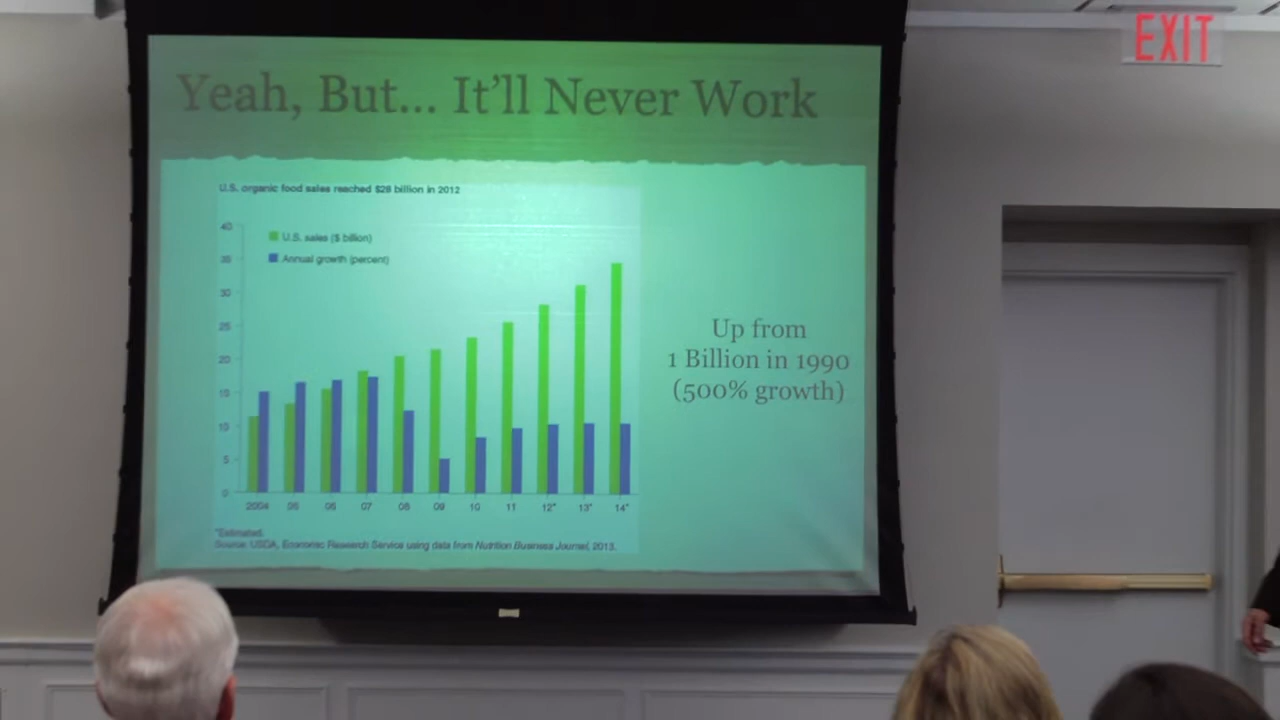 EXIT
Yeah, But... It'll Never Work
U.S. organic food sales reached $28 billion in 2012
40
35
30
25
20
15
10
5
0
U.S. sales ($ billion)
Annual growth (percent)
2004 05 06 07 08 09 10 11 12* 13* 14*
*Estimated.
Source: USDA, Economic Research Service using data from Nutrition Business Journal, 2013.
Up from
1 Billion in 1990
(500% growth)